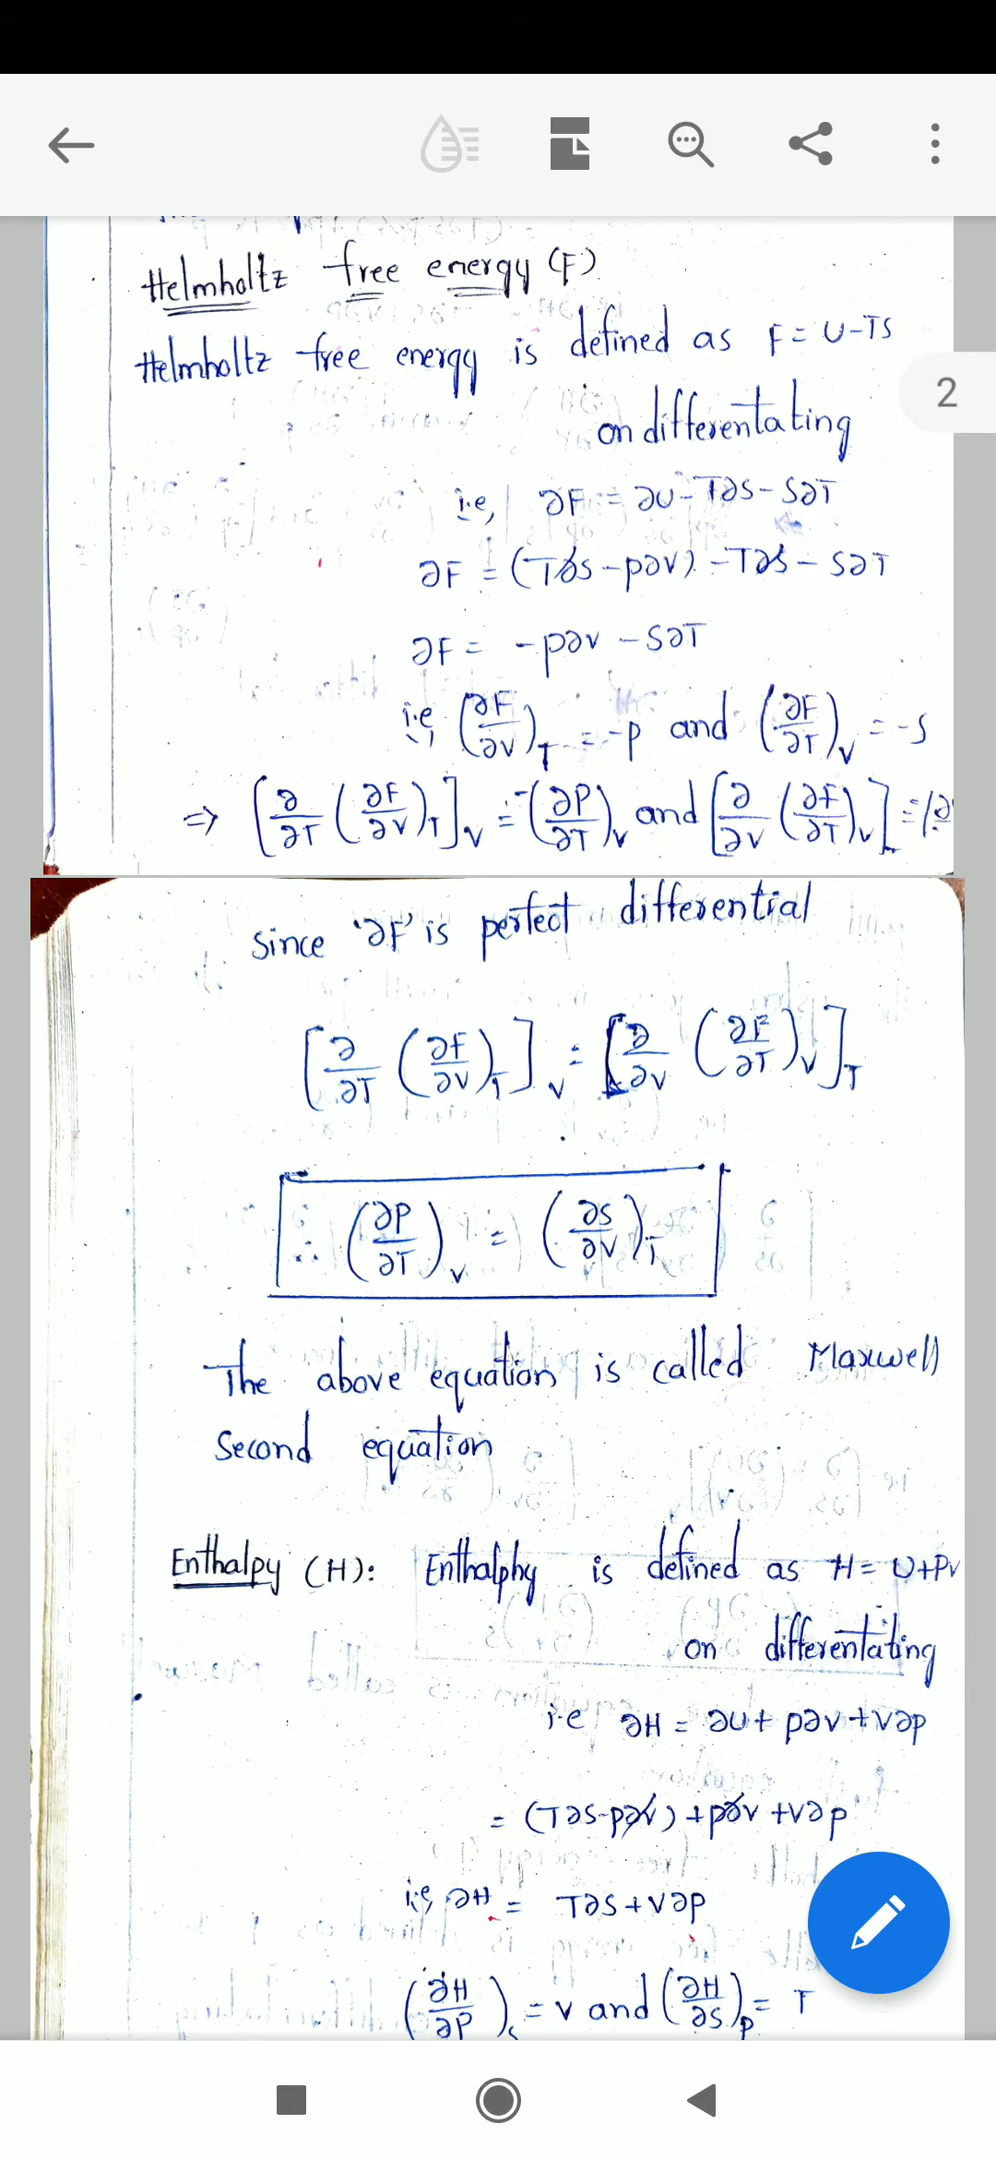 Helmholtz free energy (F)
Helmholtz free energy is defined as F = U-TS
on differentating
2
i.e, ∂F = ∂U - T∂S - S∂T
∂F = (T∂S - P∂V) - T∂S - S∂T
∂F = -P∂V - S∂T
i.e, (∂F/∂V)_T = -P and (∂F/∂T)_V = -S
⇒ [∂/∂T (∂F/∂V)_T]_V = -(∂P/∂T)_V and [∂/∂V (∂F/∂T)_V] =
since '∂F' is perfect differential
[∂/∂T (∂F/∂V)_T]_V = [∂/∂V (∂F/∂T)_V]_T
∴ (∂P/∂T)_V = (∂S/∂V)_T
The above equation is called Maxwell
second equation
Enthalpy (H): Enthalphy is defined as H = U+PV
on differentating
i.e ∂H = ∂U + P∂V + V∂P
= (T∂S - P∂V) + P∂V + V∂P
i.e, ∂H = T∂S + V∂P
(∂H/∂P)_S = V and (∂H/∂S)_P = T